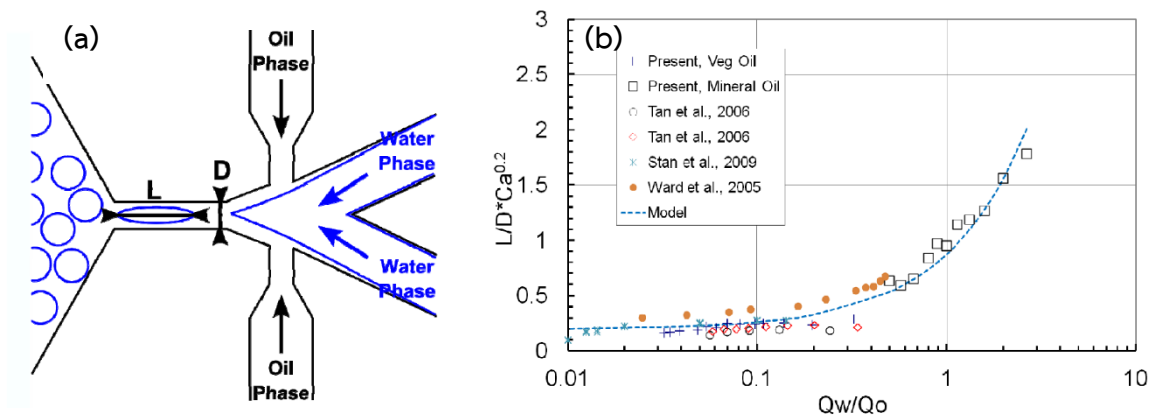 (a)
Oil
Phase
Water
Phase
L
D
Water
Phase
Oil
Phase
(b)
L/D*Ca^0.2
3
2.5
2
1.5
1
0.5
0
Present, Veg Oil
Present, Mineral Oil
Tan et al., 2006
Tan et al., 2006
Stan et al., 2009
Ward et al., 2005
Model
0.01
0.1
1
10
Qw/Qo